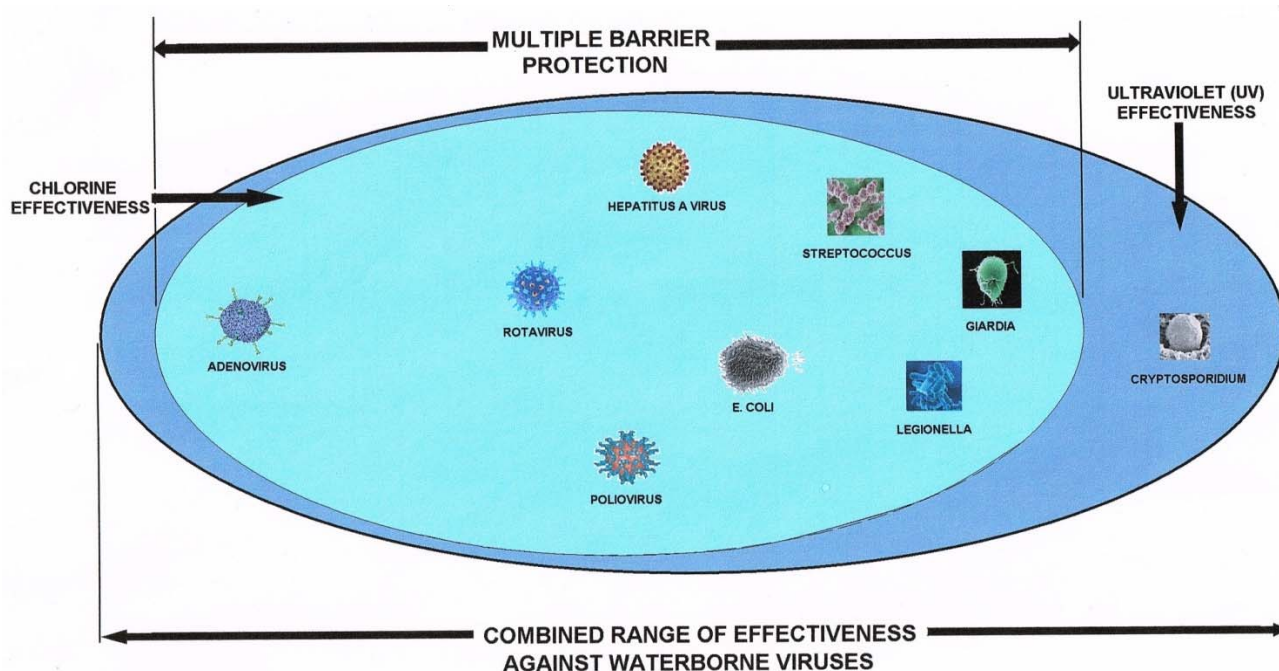 MULTIPLE BARRIER
PROTECTION
ULTRAVIOLET (UV)
EFFECTIVENESS
CHLORINE
EFFECTIVENESS
HEPATITUS A VIRUS
STREPTOCOCCUS
ROTAVIRUS
GIARDIA
ADENOVIRUS
CRYPTOSPORIDIUM
E. COLI
LEGIONELLA
POLIOVIRUS
COMBINED RANGE OF EFFECTIVENESS
AGAINST WATERBORNE VIRUSES